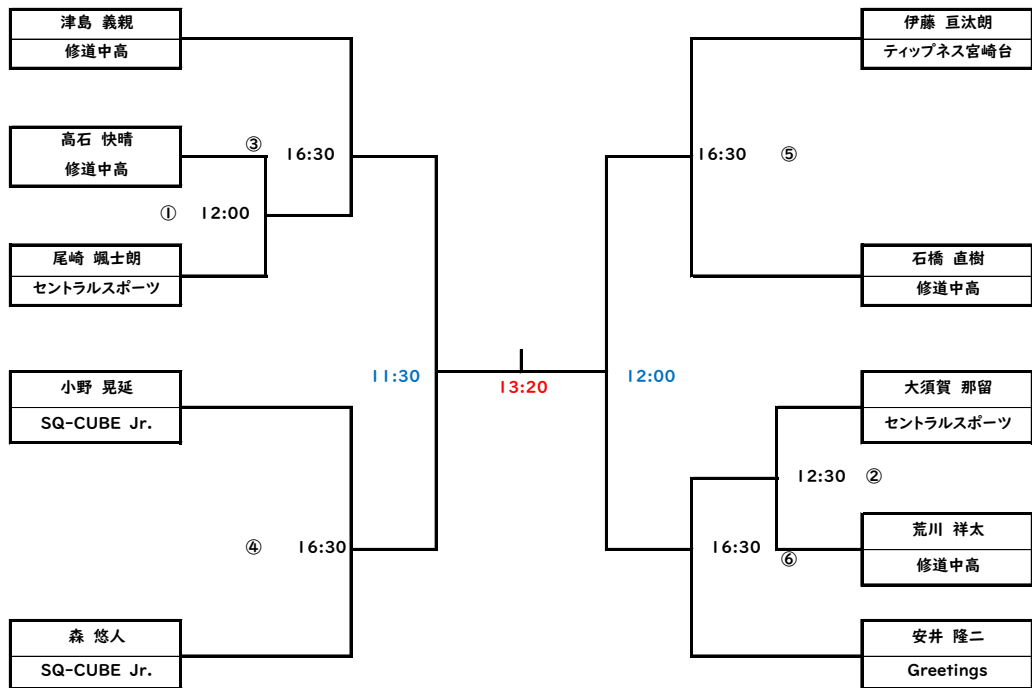 津島 義親
修道中高
高石 快晴
修道中高
③ 16:30
① 12:00
尾崎 颯士朗
セントラルスポーツ
11:30
小野 晃延
SQ-CUBE Jr.
④ 16:30
森 悠人
SQ-CUBE Jr.
13:20
伊藤 亘汰朗
ティップネス宮崎台
16:30 ⑤
石橋 直樹
修道中高
12:00
大須賀 那留
セントラルスポーツ
12:30 ②
荒川 祥太
修道中高
16:30 ⑥
安井 隆二
Greetings